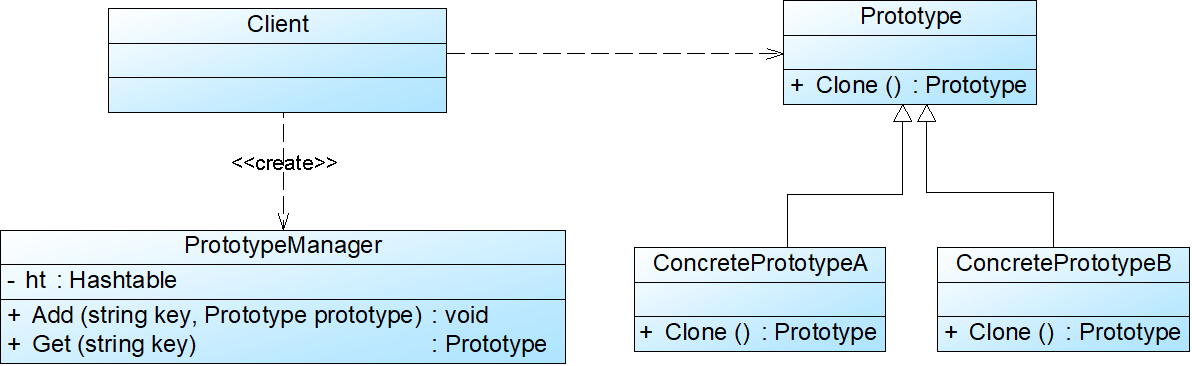 Client
Prototype
+ Clone () : Prototype
<<create>>
PrototypeManager
- ht : Hashtable
+ Add (string key, Prototype prototype) : void
+ Get (string key) : Prototype
ConcretePrototypeA
+ Clone () : Prototype
ConcretePrototypeB
+ Clone () : Prototype